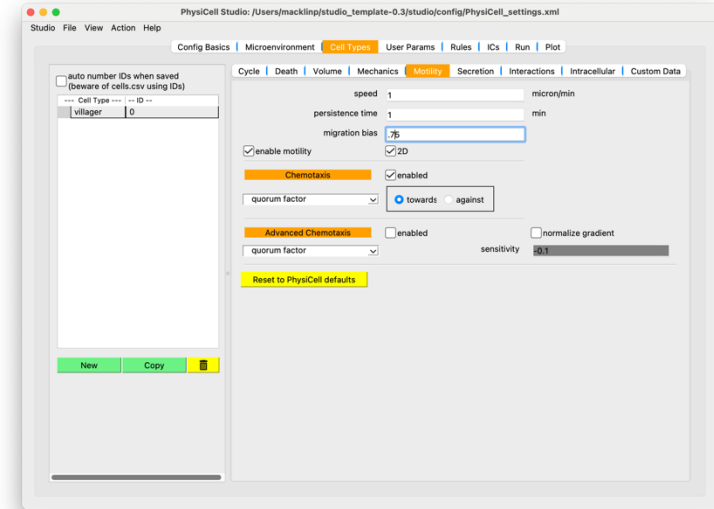 PhysiCell Studio: /Users/macklinp/studio_template-0.3/studio/config/PhysiCell_settings.xml
Studio File View Action Help
Config Basics | Microenvironment | Cell Types | User Params | Rules | ICs | Run | Plot
auto number IDs when saved
(beware of cells.csv using IDs)
--- Cell Type --- -- ID --
villager 0
Cycle | Death | Volume | Mechanics | Motility | Secretion | Interactions | Intracellular | Custom Data
speed 1 micron/min
persistence time 1 min
migration bias .75
enable motility 2D
Chemotaxis enabled
quorum factor towards against
Advanced Chemotaxis enabled normalize gradient
quorum factor sensitivity -0.1
Reset to PhysiCell defaults
New Copy